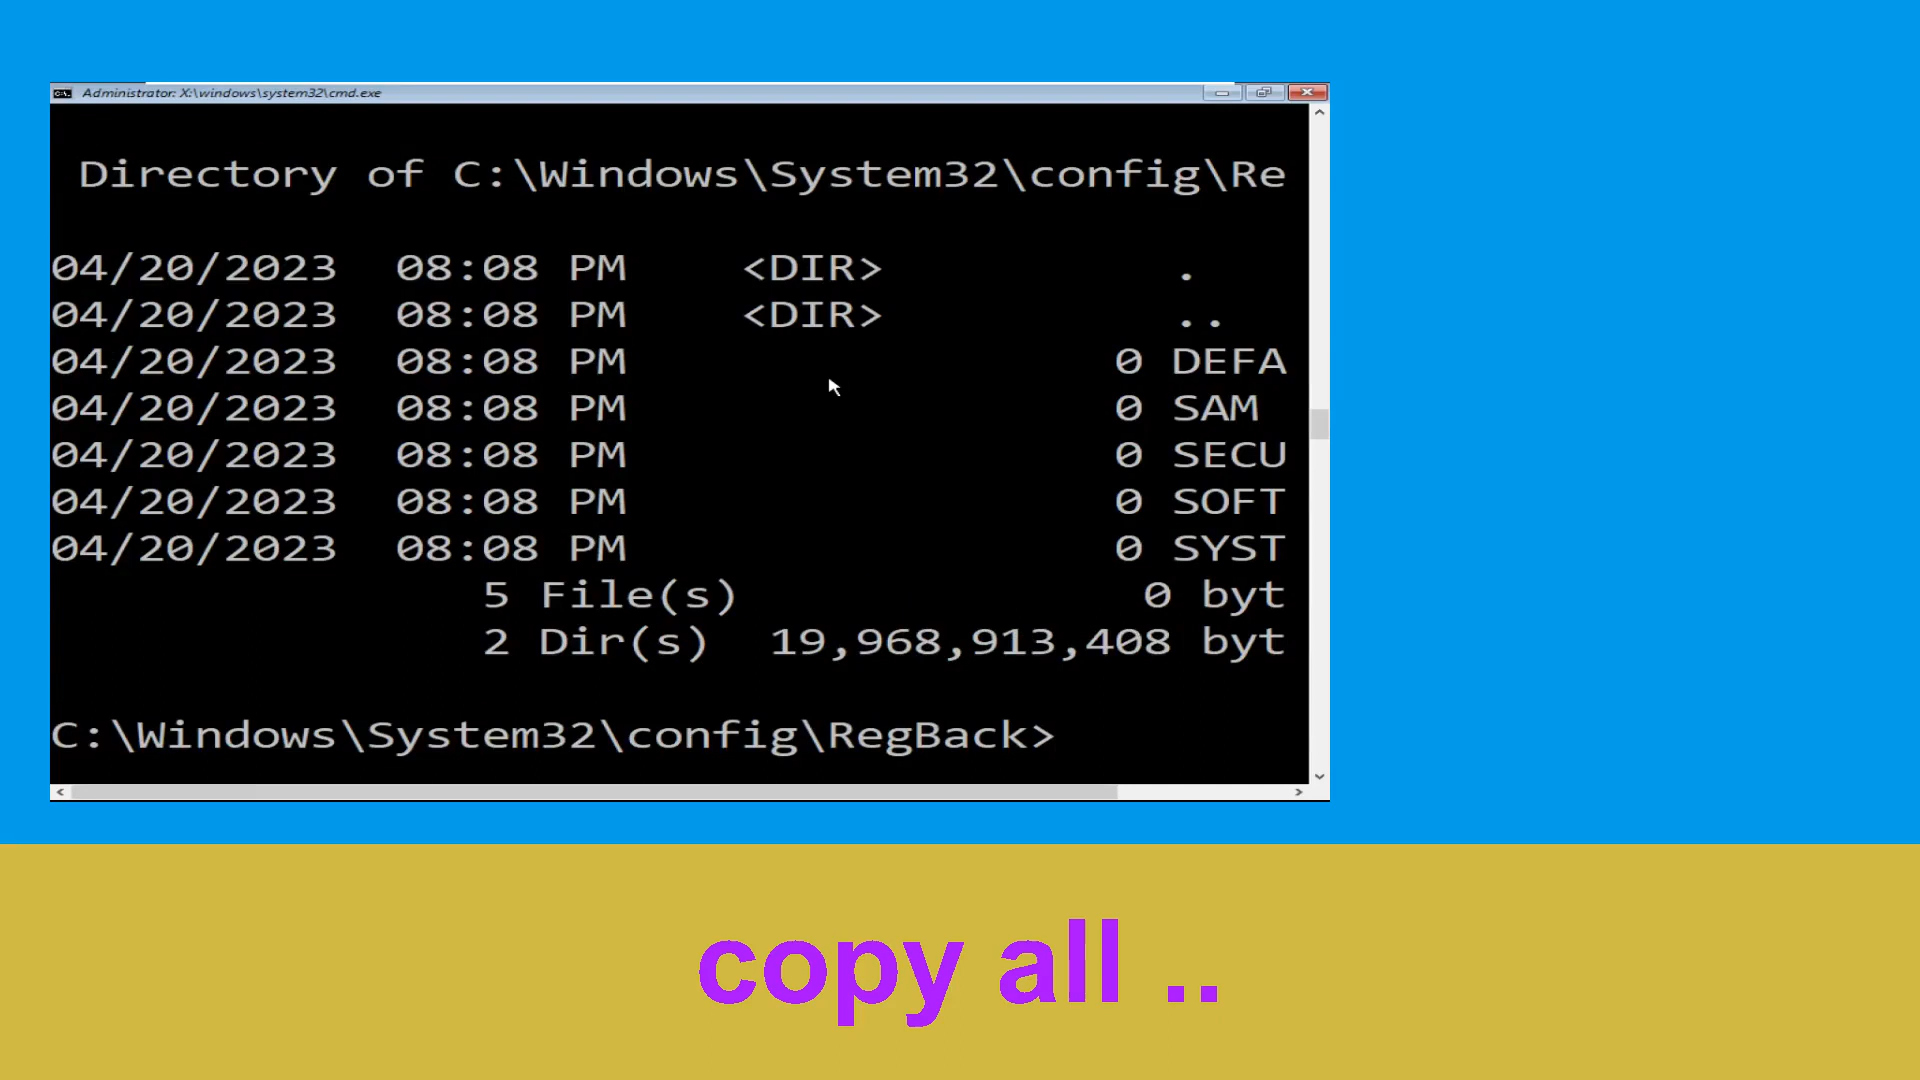 Administrator: X:\windows\system32\cmd.exe
Directory of C:\Windows\System32\config\Re
04/20/2023 08:08 PM <DIR> .
04/20/2023 08:08 PM <DIR> ..
04/20/2023 08:08 PM 0 DEFA
04/20/2023 08:08 PM 0 SAM
04/20/2023 08:08 PM 0 SECU
04/20/2023 08:08 PM 0 SOFT
04/20/2023 08:08 PM 0 SYST
5 File(s) 0 byt
2 Dir(s) 19,968,913,408 byt
C:\Windows\System32\config\RegBack>
copy all ..